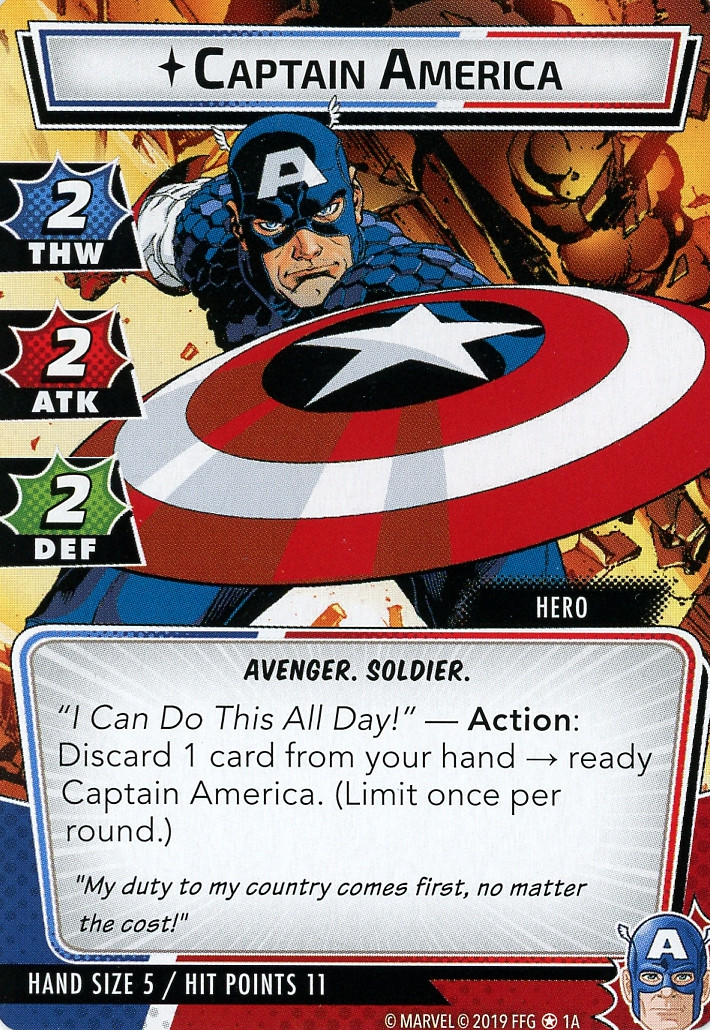 CAPTAIN AMERICA
2
THW
2
ATK
2
DEF
HERO
AVENGER. SOLDIER.
“I Can Do This All Day!” — Action:
Discard 1 card from your hand → ready
Captain America. (Limit once per
round.)
"My duty to my country comes first, no matter
the cost!"
HAND SIZE 5 / HIT POINTS 11
A
© MARVEL © 2019 FFG ✪ 1A